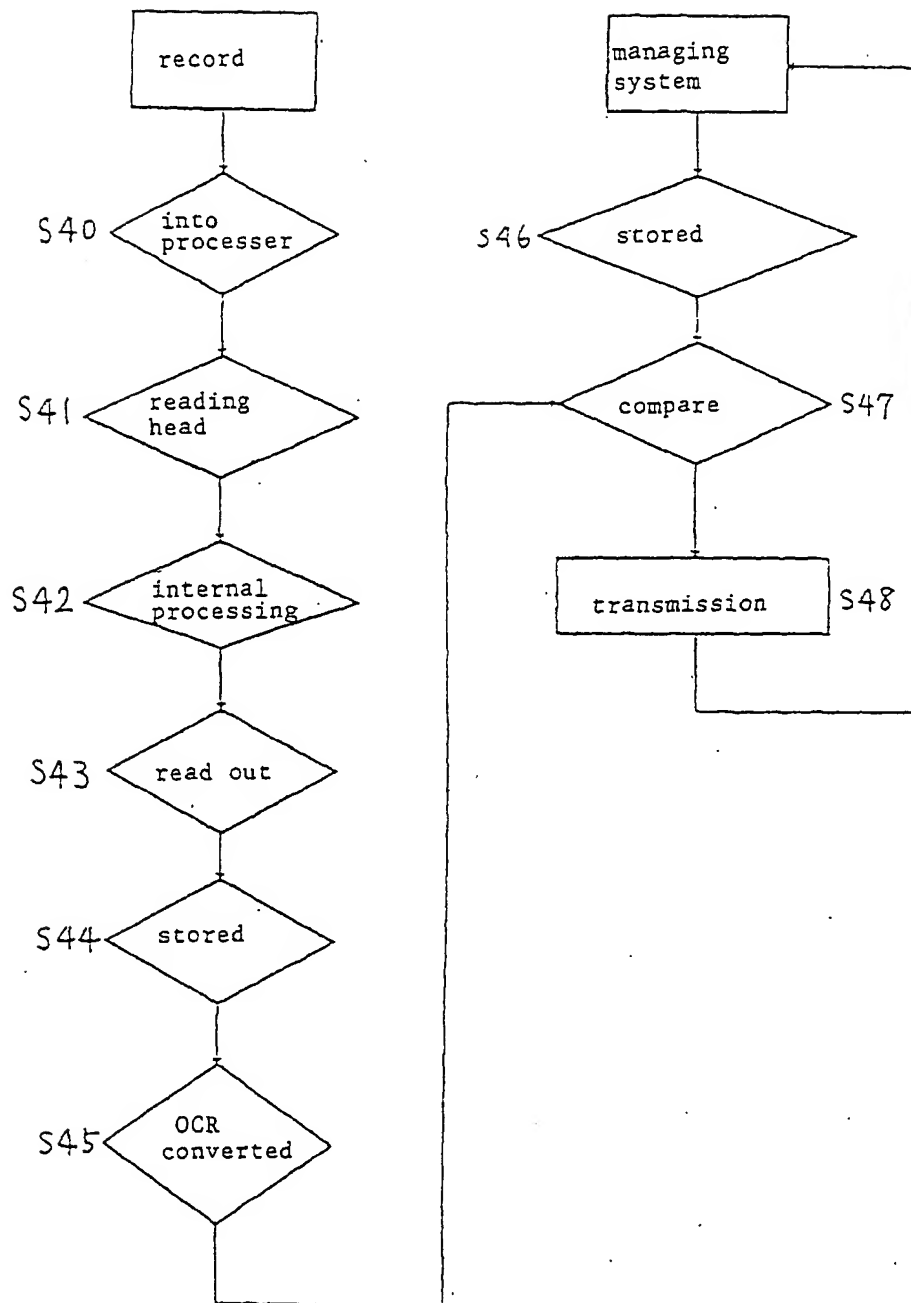 record
S40
into
processer
S41
reading
head
S42
internal
processing
S43
read out
S44
stored
S45
OCR
converted
managing
system
S46
stored
compare
S47
transmission
S48